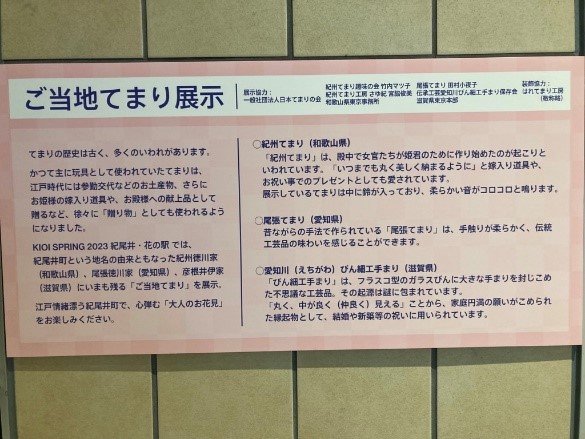 ご当地てまり展示
展示協力：
一般社団法人日本てまりの会
紀州てまり趣味の会 竹内マツ子
紀州てまり工房 さゆ紀 宮脇俊美
和歌山県東京事務所
尾張てまり 田村小夜子
伝承工芸愛知川びん細工手まり保存会
滋賀県東京本部
装飾協力：
はれてまり工房
（敬称略）
てまりの歴史は古く、多くのいわれがあります。
かつて主に玩具として使われていたてまりは、
江戸時代には参勤交代などのお土産物、さらに
お姫様の嫁入り道具や、お殿様への献上品として
贈るなど、徐々に「贈り物」としても使われるよう
になりました。
KIOI SPRING 2023 紀尾井・花の駅 では、
紀尾井町という地名の由来ともなった紀州徳川家
（和歌山県）、尾張徳川家（愛知県）、彦根井伊家
（滋賀県）にいまも残る「ご当地てまり」を展示。
江戸情緒漂う紀尾井町で、心弾む「大人のお花見」
をお楽しみください。
○紀州てまり（和歌山県）
「紀州てまり」は、殿中で女官たちが姫君のために作り始めたのが起こりと
いわれています。「いつまでも丸く美しく納まるように」と嫁入り道具や、
お祝い事でのプレゼントとしても愛されています。
展示しているてまりは中に鈴が入っており、柔らかい音がコロコロと鳴ります。
○尾張てまり（愛知県）
昔ながらの手法で作られている「尾張てまり」は、手触りが柔らかく、伝統
工芸品の味わいを感じることができます。
○愛知川（えちがわ）びん細工手まり（滋賀県）
「びん細工手まり」は、フラスコ型のガラスびんに大きな手まりを封じこめ
た不思議な工芸品。その起源は謎に包まれています。
「丸く、中が良く（仲良く）見える」ことから、家庭円満の願いがこめられ
た縁起物として、結婚や新築等の祝いに用いられています。